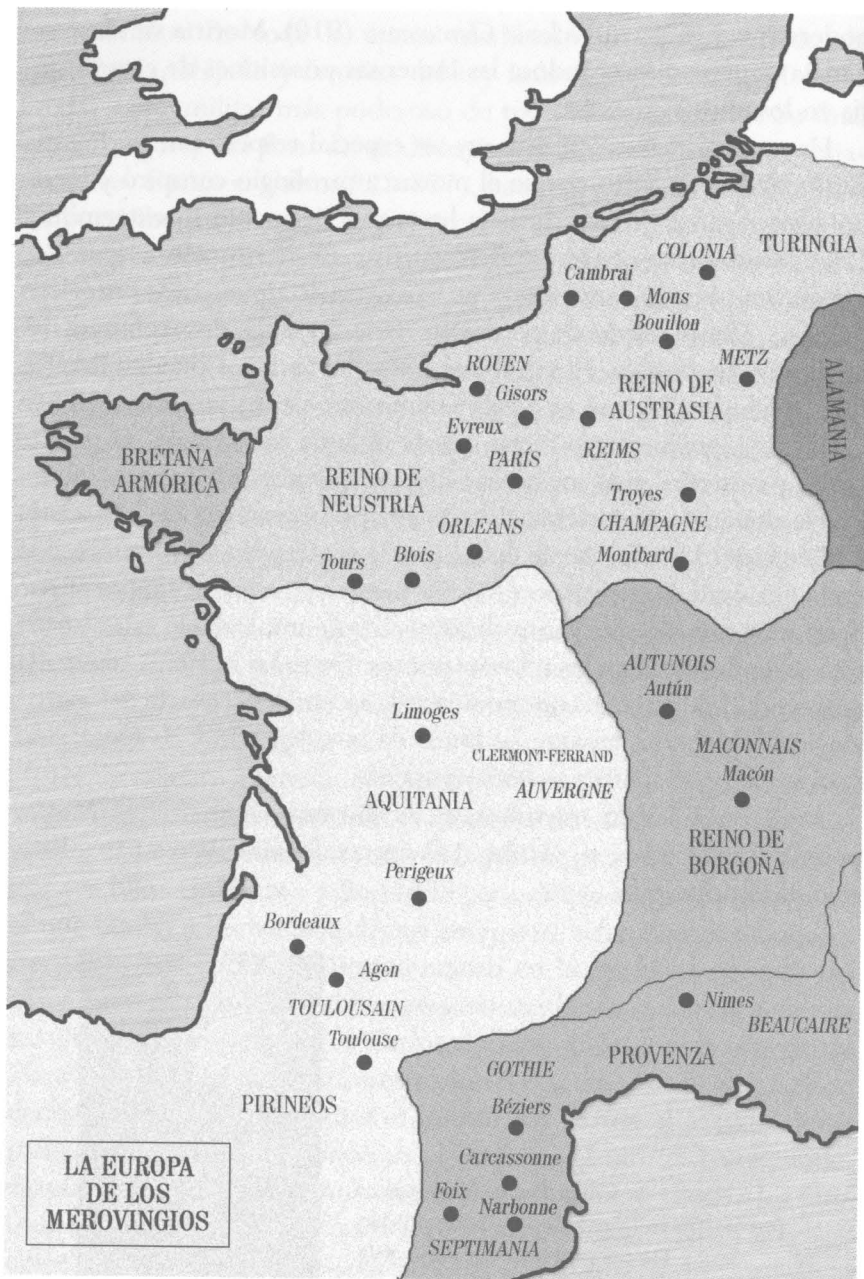 COLONIA
TURINGIA
Cambrai
Mons
Bouillon
METZ
ROUEN
Gisors
REINO DE
AUSTRASIA
ALAMANIA
Evreux
REIMS
BRETAÑA
ARMÓRICA
REINO DE
NEUSTRIA
PARÍS
Troyes
CHAMPAGNE
ORLEANS
Montbard
Tours
Blois
AUTUNOIS
Autún
Limoges
CLERMONT-FERRAND
AUVERGNE
MACONNAIS
Macón
AQUITANIA
REINO DE
BORGOÑA
Perigeux
Bordeaux
Agen
TOULOUSAIN
Toulouse
Nimes
BEAUCAIRE
PROVENZA
GOTHIE
PIRINEOS
Béziers
Carcassonne
Foix
Narbonne
SEPTIMANIA
LA EUROPA
DE LOS
MEROVINGIOS